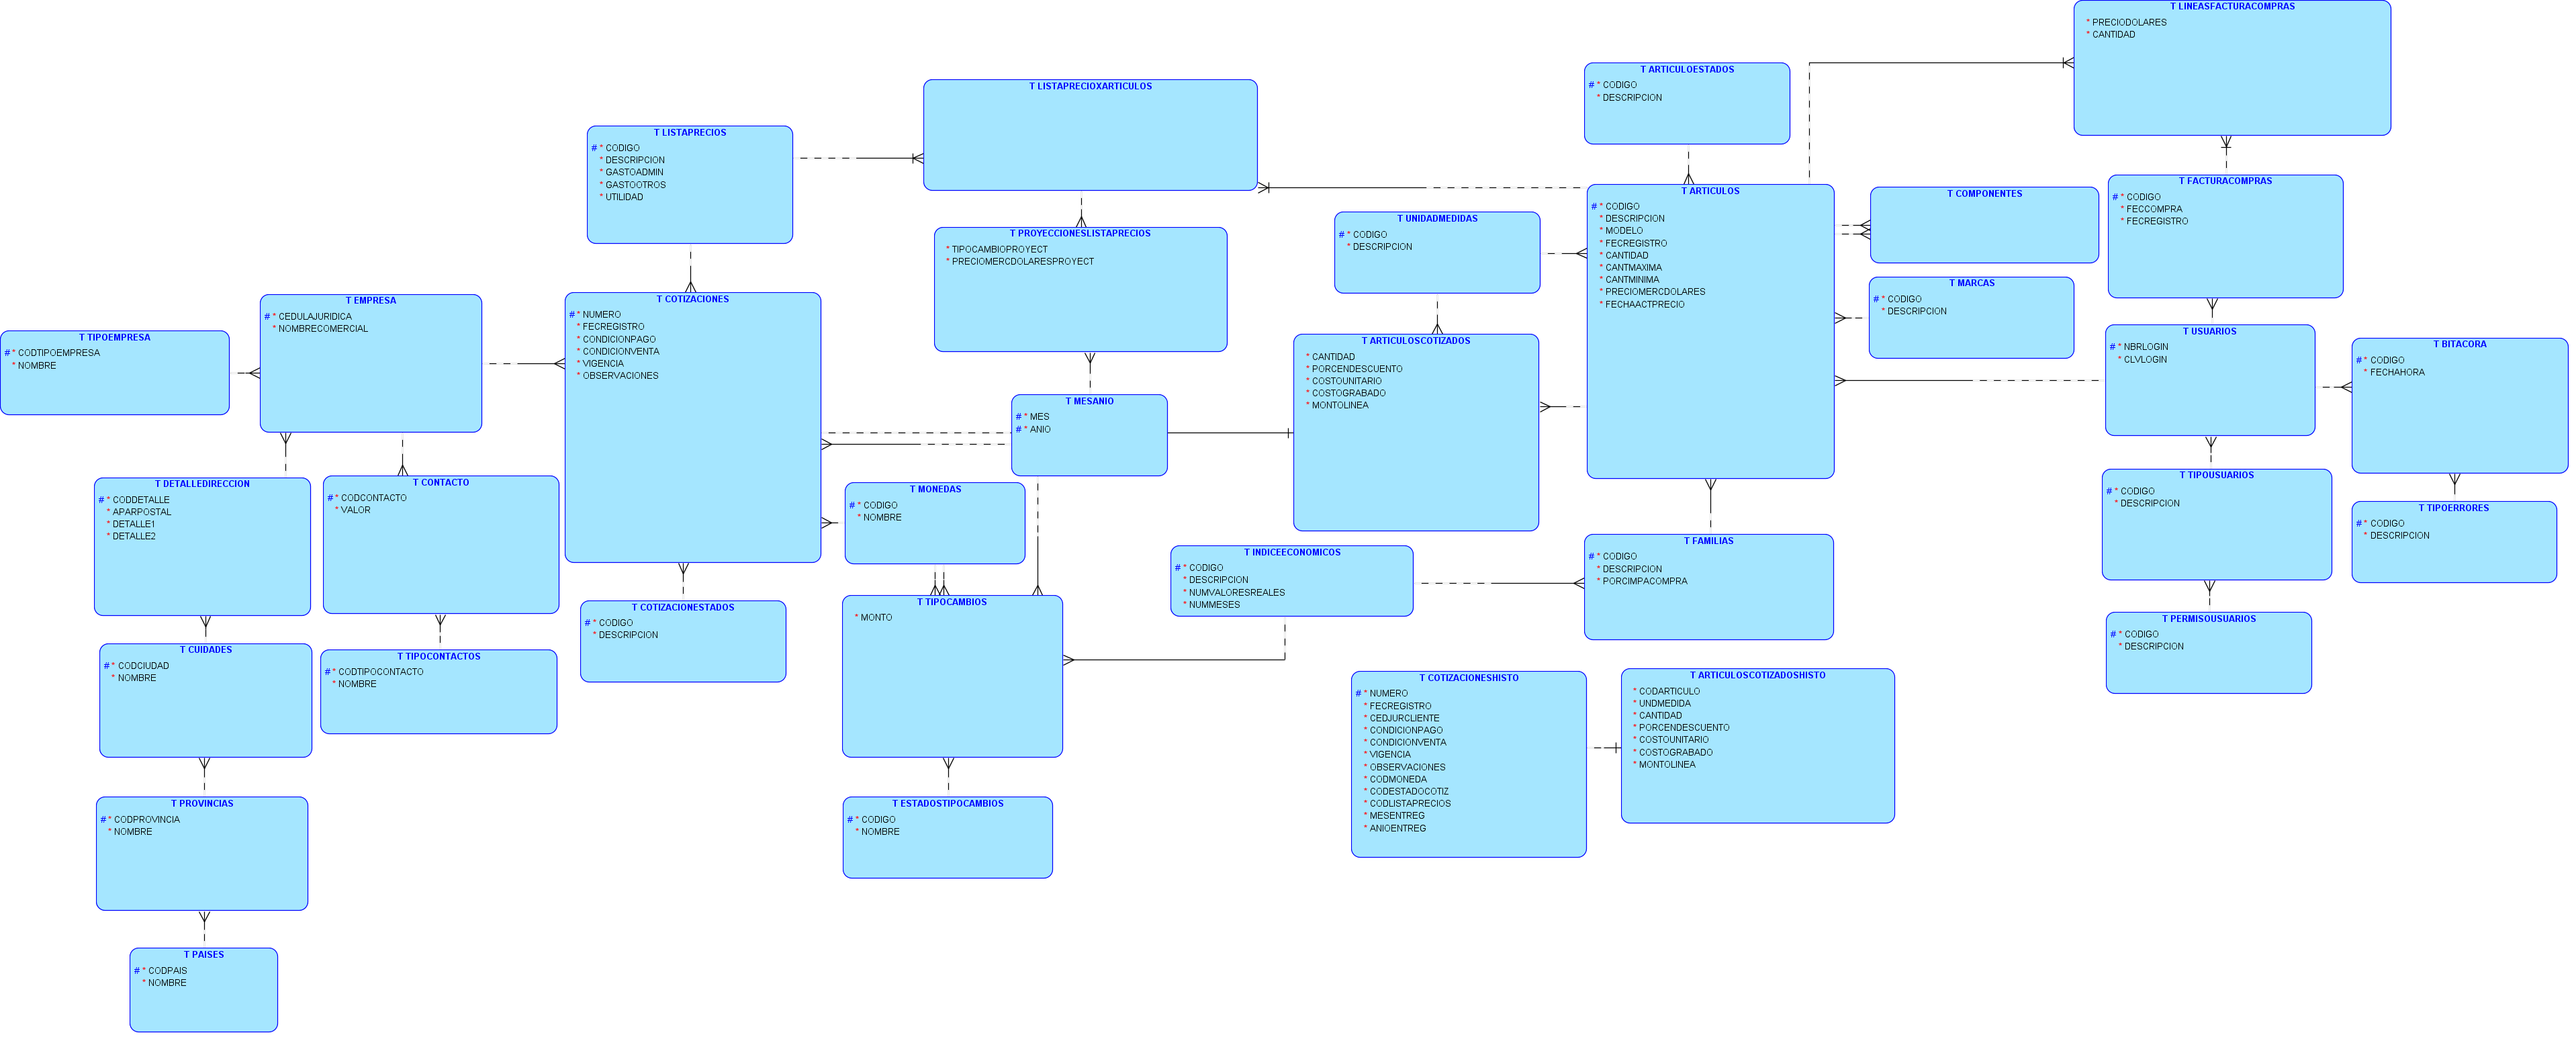 T LINEASFACTURACOMPRAS
* PRECIODOLARES
* CANTIDAD
T ARTICULOESTADOS
# * CODIGO
* DESCRIPCION
T LISTAPRECIOXARTICULOS
T LISTAPRECIOS
# * CODIGO
* DESCRIPCION
* GASTOADMIN
* GASTOOTROS
* UTILIDAD
T FACTURACOMPRAS
# * CODIGO
* FECCOMPRA
* FECREGISTRO
T ARTICULOS
# * CODIGO
* DESCRIPCION
* MODELO
* FECREGISTRO
* CANTIDAD
* CANTMAXIMA
* CANTMINIMA
* PRECIOMERCDOLARES
* FECHAACTPRECIO
T COMPONENTES
T UNIDADMEDIDAS
# * CODIGO
* DESCRIPCION
T PROYECCIONESLISTAPRECIOS
* TIPOCAMBIOPROYECT
* PRECIOMERCDOLARESPROYECT
T MARCAS
# * CODIGO
* DESCRIPCION
T COTIZACIONES
# * NUMERO
* FECREGISTRO
* CONDICIONPAGO
* CONDICIONVENTA
* VIGENCIA
* OBSERVACIONES
T EMPRESA
# * CEDULAJURIDICA
* NOMBRECOMERCIAL
T TIPOEMPRESA
# * CODTIPOEMPRESA
* NOMBRE
T USUARIOS
# * NBRLOGIN
* CLVLOGIN
T BITACORA
# * CODIGO
* FECHAHORA
T ARTICULOSCOTIZADOS
* CANTIDAD
* PORCENDESCUENTO
* COSTOUNITARIO
* COSTOGRABADO
* MONTOLINEA
T MESANIO
# * MES
# * ANIO
T DETALLEDIRECCION
# * CODDETALLE
* APARPOSTAL
* DETALLE1
* DETALLE2
T CONTACTO
# * CODCONTACTO
* VALOR
T MONEDAS
# * CODIGO
* NOMBRE
T TIPOUSUARIOS
# * CODIGO
* DESCRIPCION
T TIPOERRORES
# * CODIGO
* DESCRIPCION
T FAMILIAS
# * CODIGO
* DESCRIPCION
* PORCIMPACOMPRA
T INDICEECONOMICOS
# * CODIGO
* DESCRIPCION
* NUMVALORESREALES
* NUMMESES
T TIPOCAMBIOS
* MONTO
T COTIZACIONESTADOS
# * CODIGO
* DESCRIPCION
T PERMISOUSUARIOS
# * CODIGO
* DESCRIPCION
T CUIDADES
# * CODCIUDAD
* NOMBRE
T TIPOCONTACTOS
# * CODTIPOCONTACTO
* NOMBRE
T COTIZACIONESHISTO
# * NUMERO
* FECREGISTRO
* CEDJURCLIENTE
* CONDICIONPAGO
* CONDICIONVENTA
* VIGENCIA
* OBSERVACIONES
* CODMONEDA
* CODESTADOCOTIZ
* CODLISTAPRECIOS
* MESENTREG
* ANIOENTREG
T ARTICULOSCOTIZADOSHISTO
* CODARTICULO
* UNDMEDIDA
* CANTIDAD
* PORCENDESCUENTO
* COSTOUNITARIO
* COSTOGRABADO
* MONTOLINEA
T PROVINCIAS
# * CODPROVINCIA
* NOMBRE
T ESTADOSTIPOCAMBIOS
# * CODIGO
* NOMBRE
T PAISES
# * CODPAIS
* NOMBRE